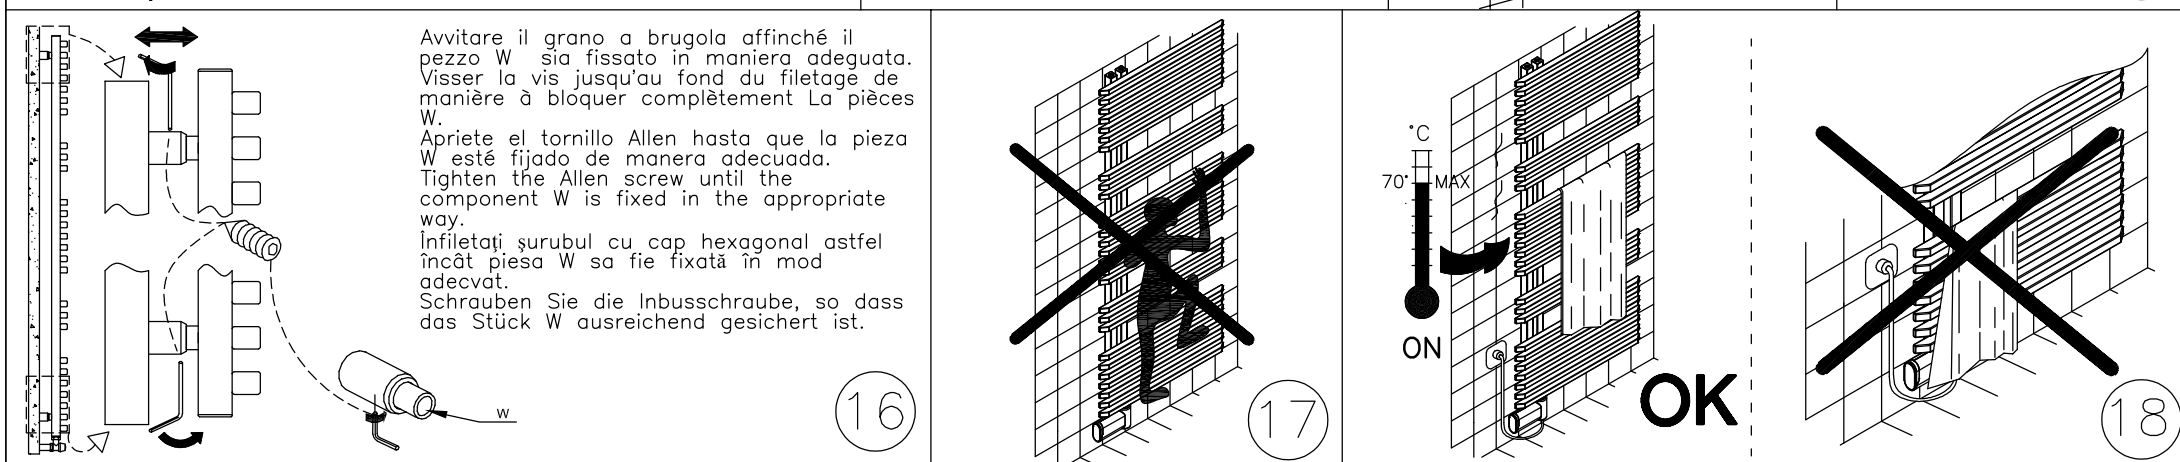 Avvitare il grano a brugola affinché il
pezzo W sia fissato in maniera adeguata.
Visser la vis jusqu'au fond du filetage de
manière à bloquer complètement La pièces
W.
Apriete el tornillo Allen hasta que la pieza
W esté fijado de manera adecuada.
Tighten the Allen screw until the
component W is fixed in the appropriate
way.
Înfiletaţi şurubul cu cap hexagonal astfel
încât piesa W sa fie fixată în mod
adecvat.
Schrauben Sie die Inbusschraube, so dass
das Stück W ausreichend gesichert ist.
W
16
17
°C
70° MAX
ON
OK
18